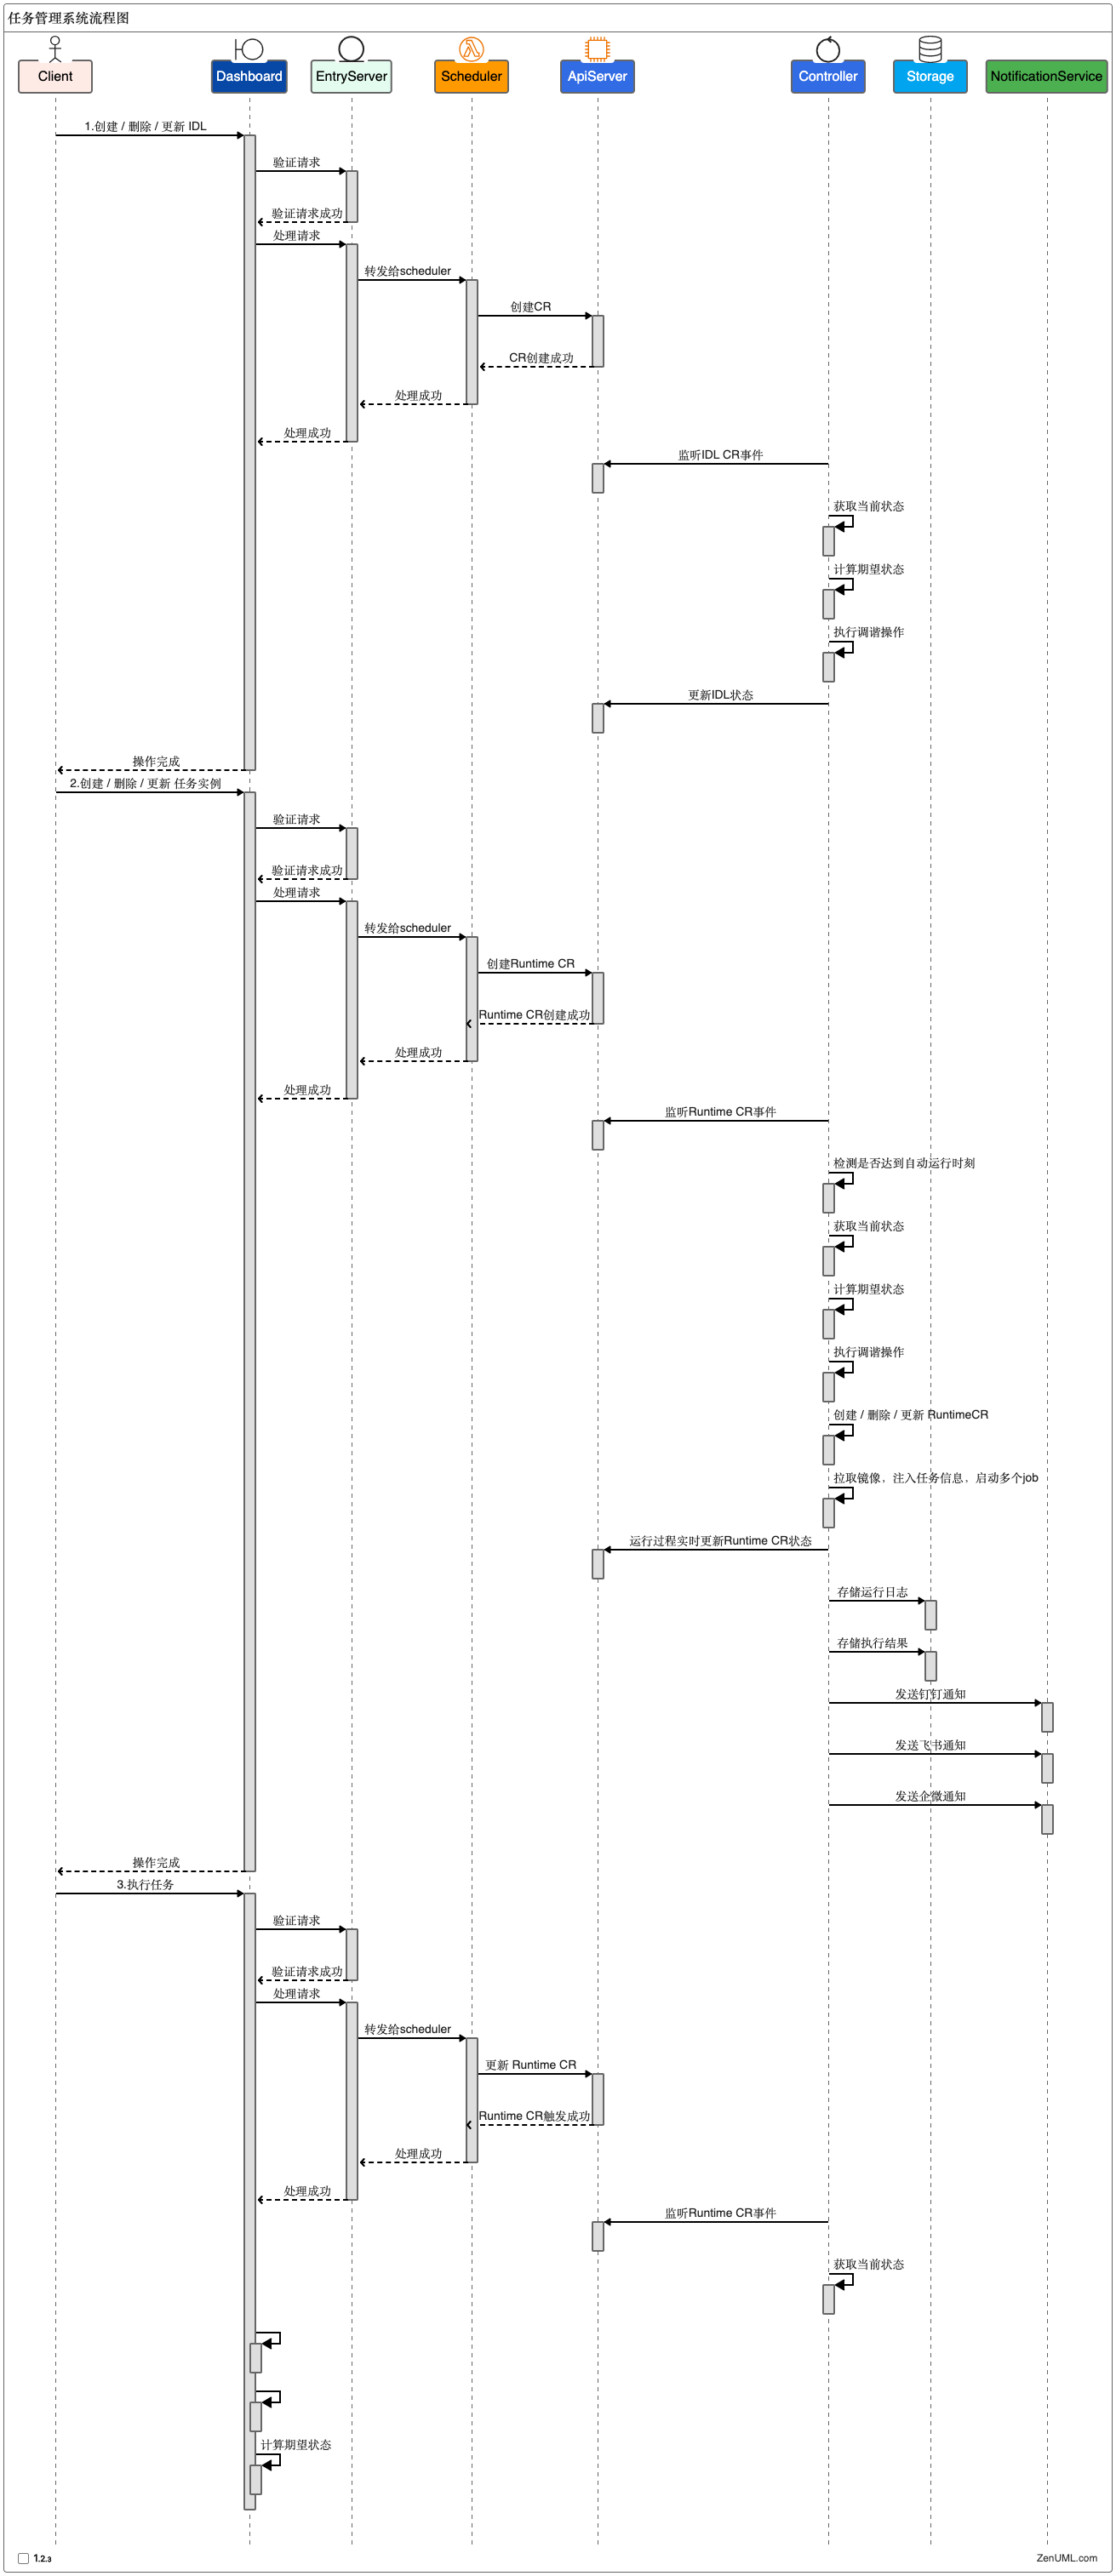 任务管理系统流程图
Client
Dashboard
EntryServer
Scheduler
ApiServer
Controller
Storage
NotificationService
1.创建 / 删除 / 更新 IDL
验证请求
验证请求成功
处理请求
转发给scheduler
创建CR
CR创建成功
处理成功
处理成功
监听IDL CR事件
获取当前状态
计算期望状态
执行调谐操作
更新IDL状态
操作完成
2.创建 / 删除 / 更新 任务实例
验证请求
验证请求成功
处理请求
转发给scheduler
创建Runtime CR
Runtime CR创建成功
处理成功
处理成功
监听Runtime CR事件
检测是否达到自动运行时刻
获取当前状态
计算期望状态
执行调谐操作
创建 / 删除 / 更新 RuntimeCR
拉取镜像，注入任务信息，启动多个job
运行过程实时更新Runtime CR状态
存储运行日志
存储执行结果
发送钉钉通知
发送飞书通知
发送企微通知
操作完成
3.执行任务
验证请求
验证请求成功
处理请求
转发给scheduler
更新 Runtime CR
Runtime CR触发成功
处理成功
处理成功
监听Runtime CR事件
获取当前状态
计算期望状态
1.2.3
ZenUML.com